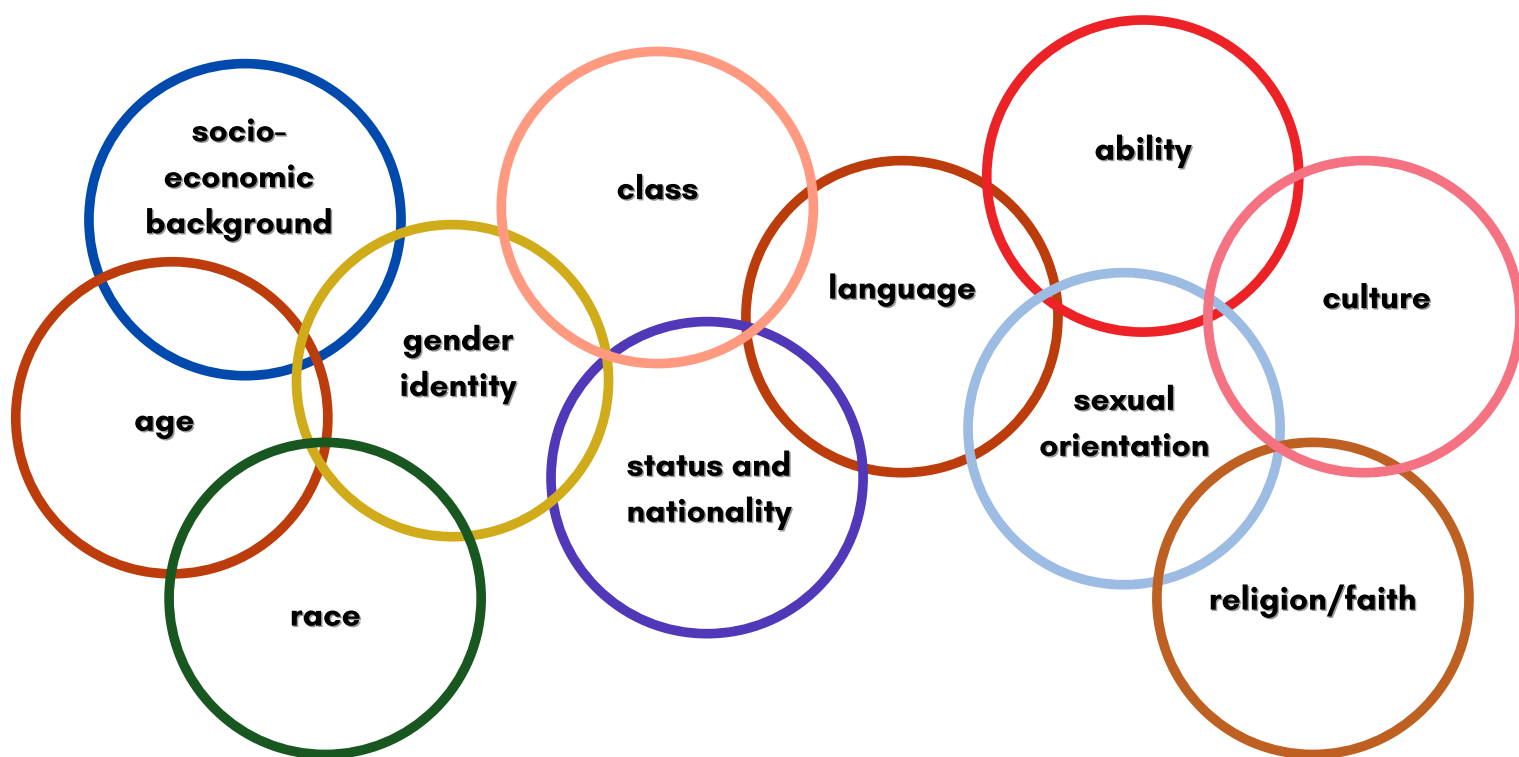 socio-
economic
background
age
race
gender
identity
class
status and
nationality
language
ability
sexual
orientation
culture
religion/faith